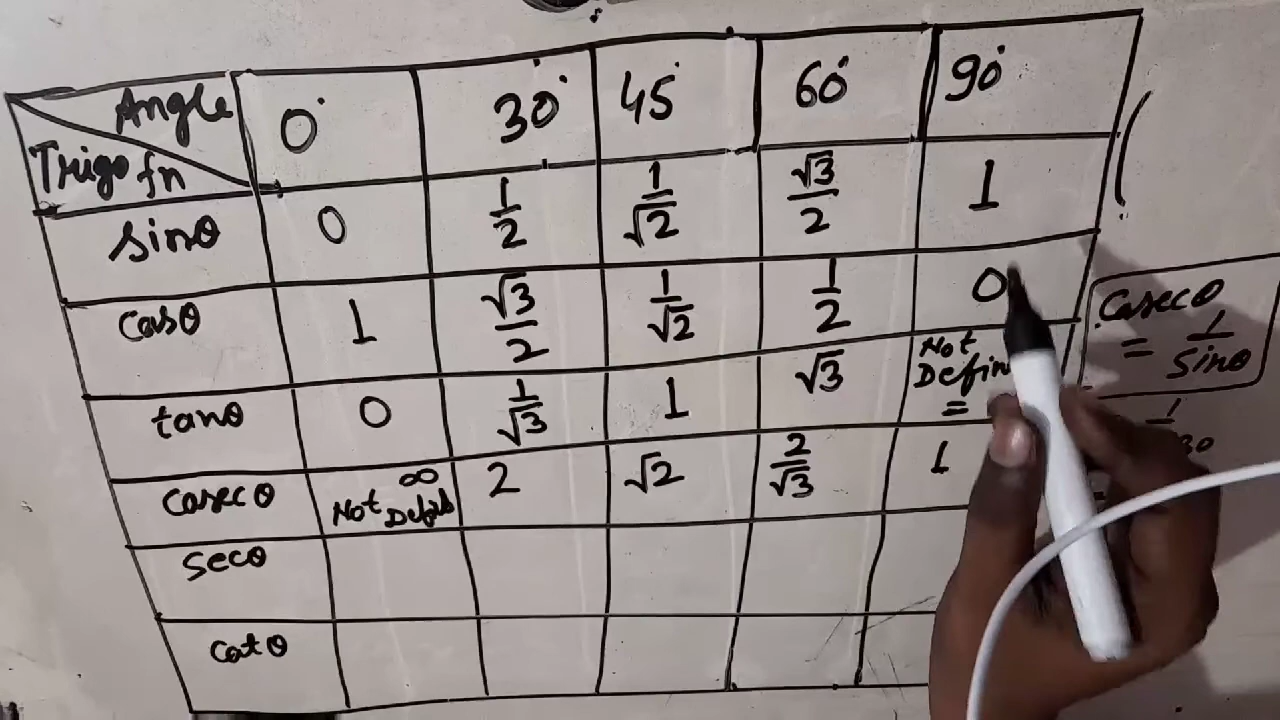 Angle
Trigo fn
0° 30° 45° 60° 90°
sinθ 0 1/2 1/√2 √3/2 1
cosθ 1 √3/2 1/√2 1/2 0
tanθ 0 1/√3 1 √3 Not
Defin
=
cosecθ ∞ 2 √2 2/√3 1
Not Defin
secθ
cotθ
cosecθ
= 1/sinθ